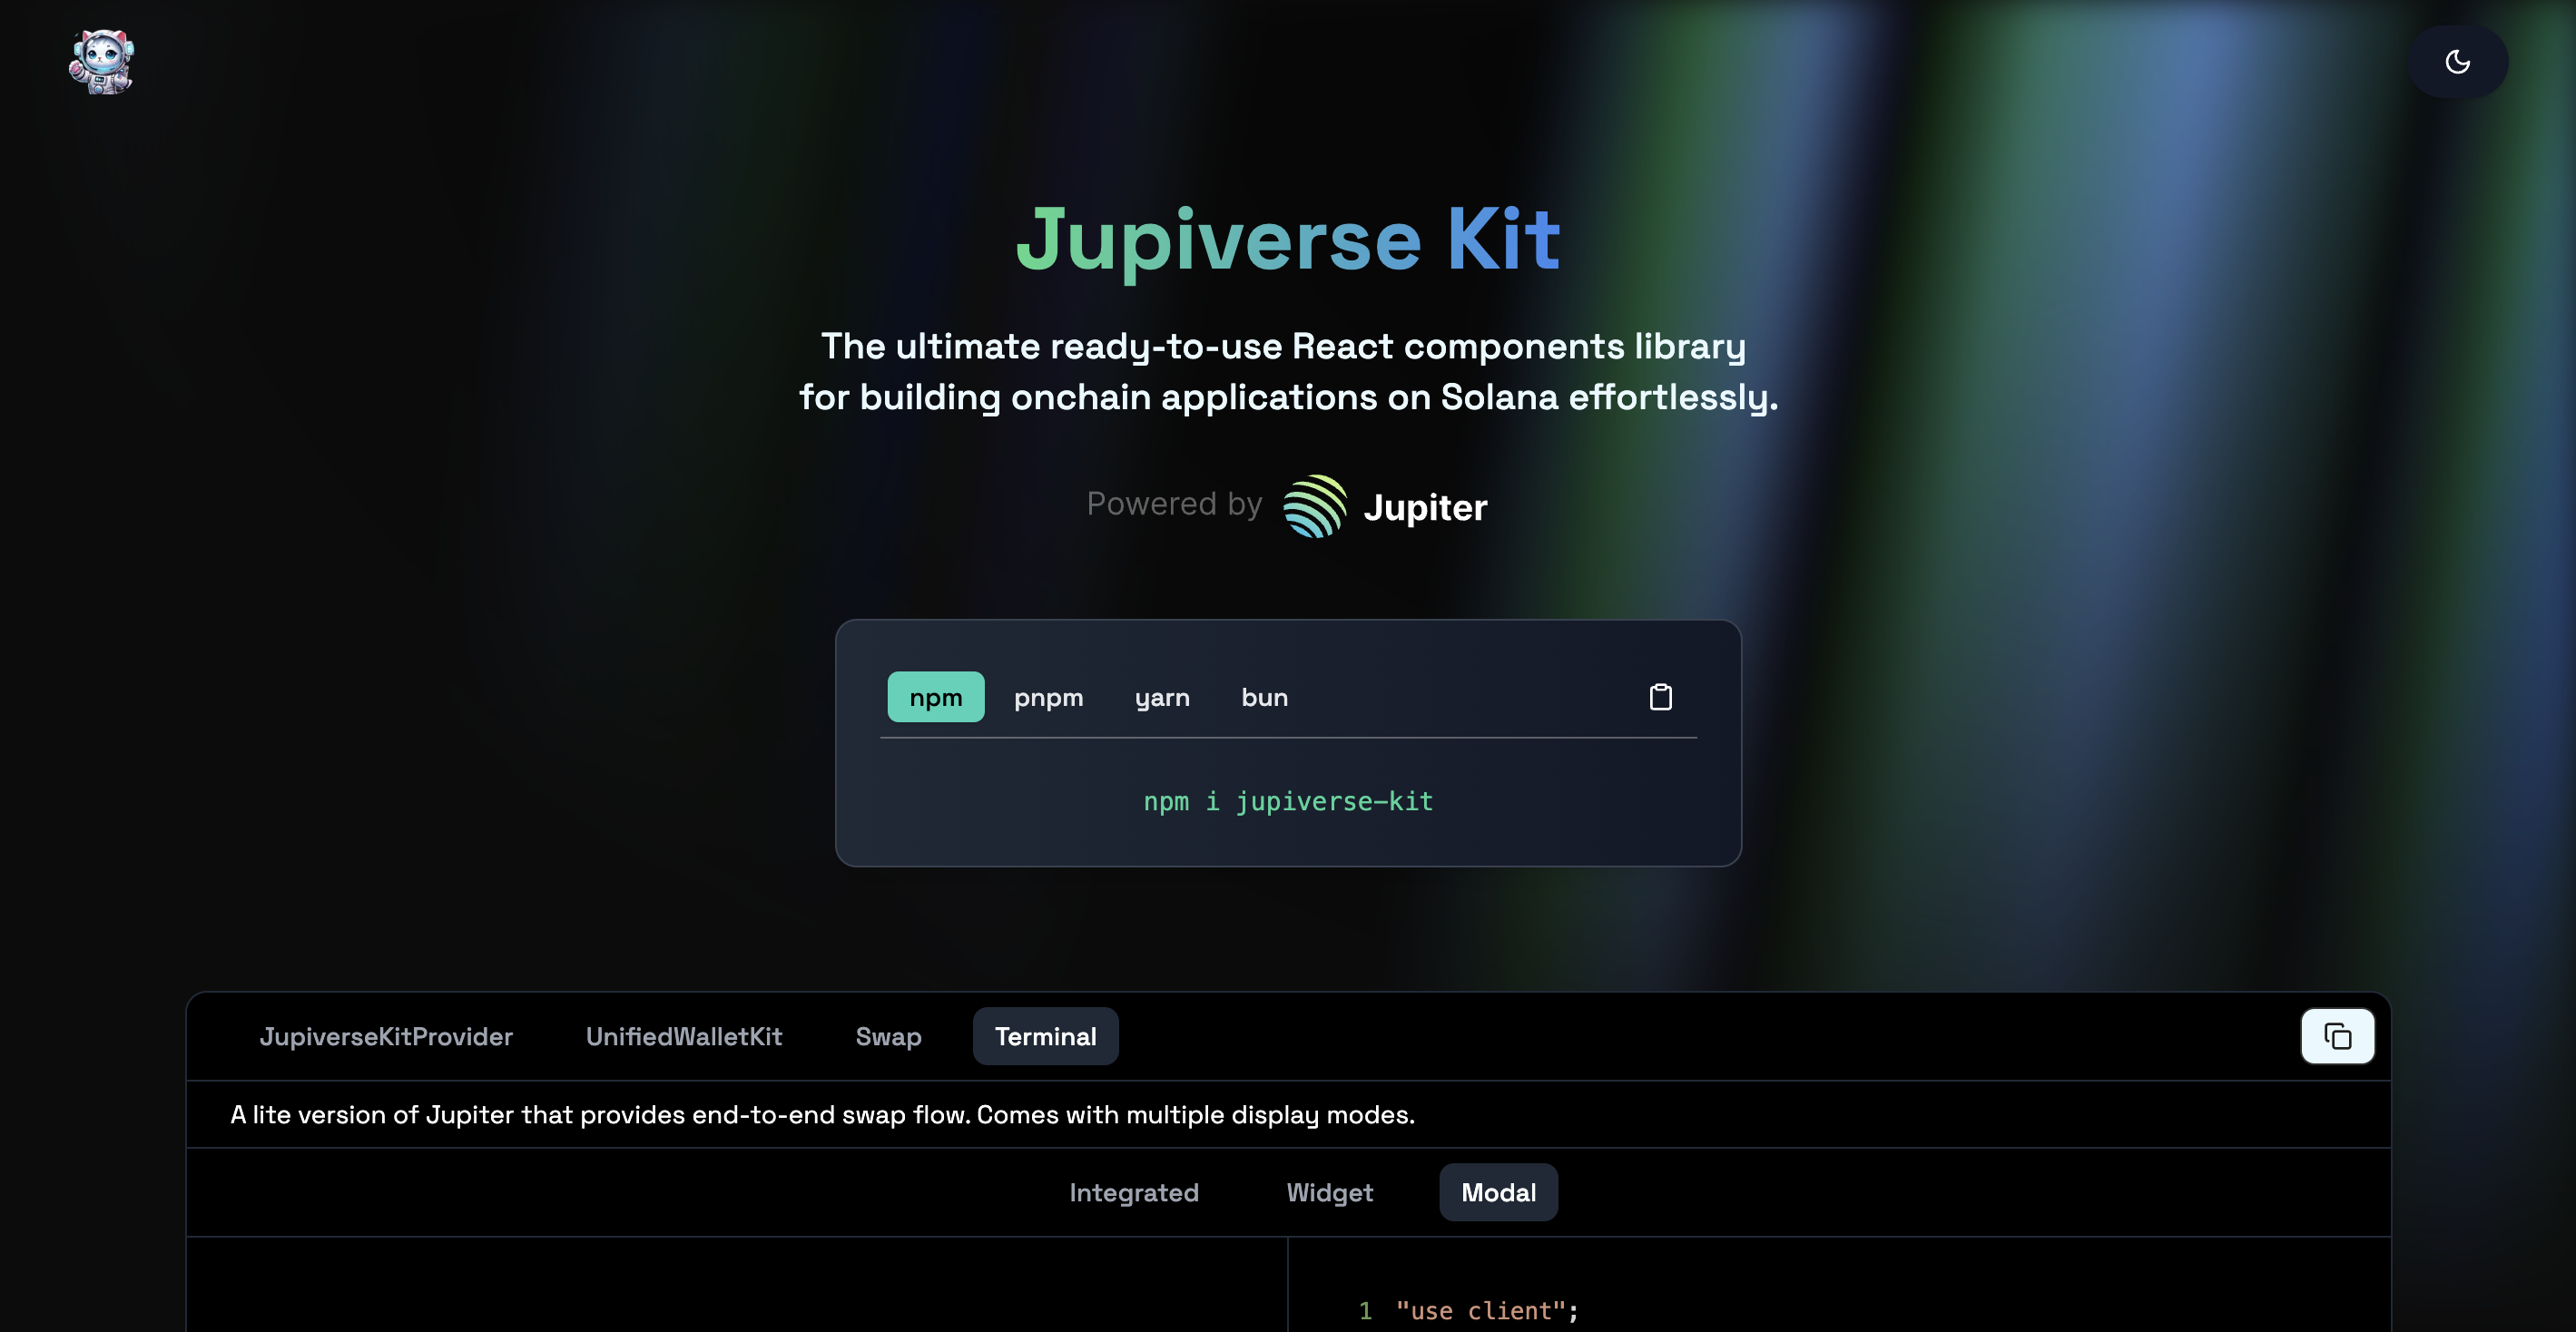 Jupiverse Kit
The ultimate ready-to-use React components library
for building onchain applications on Solana effortlessly.
Powered by Jupiter
npm pnpm yarn bun
npm i jupiverse-kit
JupiverseKitProvider UnifiedWalletKit Swap Terminal
A lite version of Jupiter that provides end-to-end swap flow. Comes with multiple display modes.
Integrated Widget Modal
1 "use client";